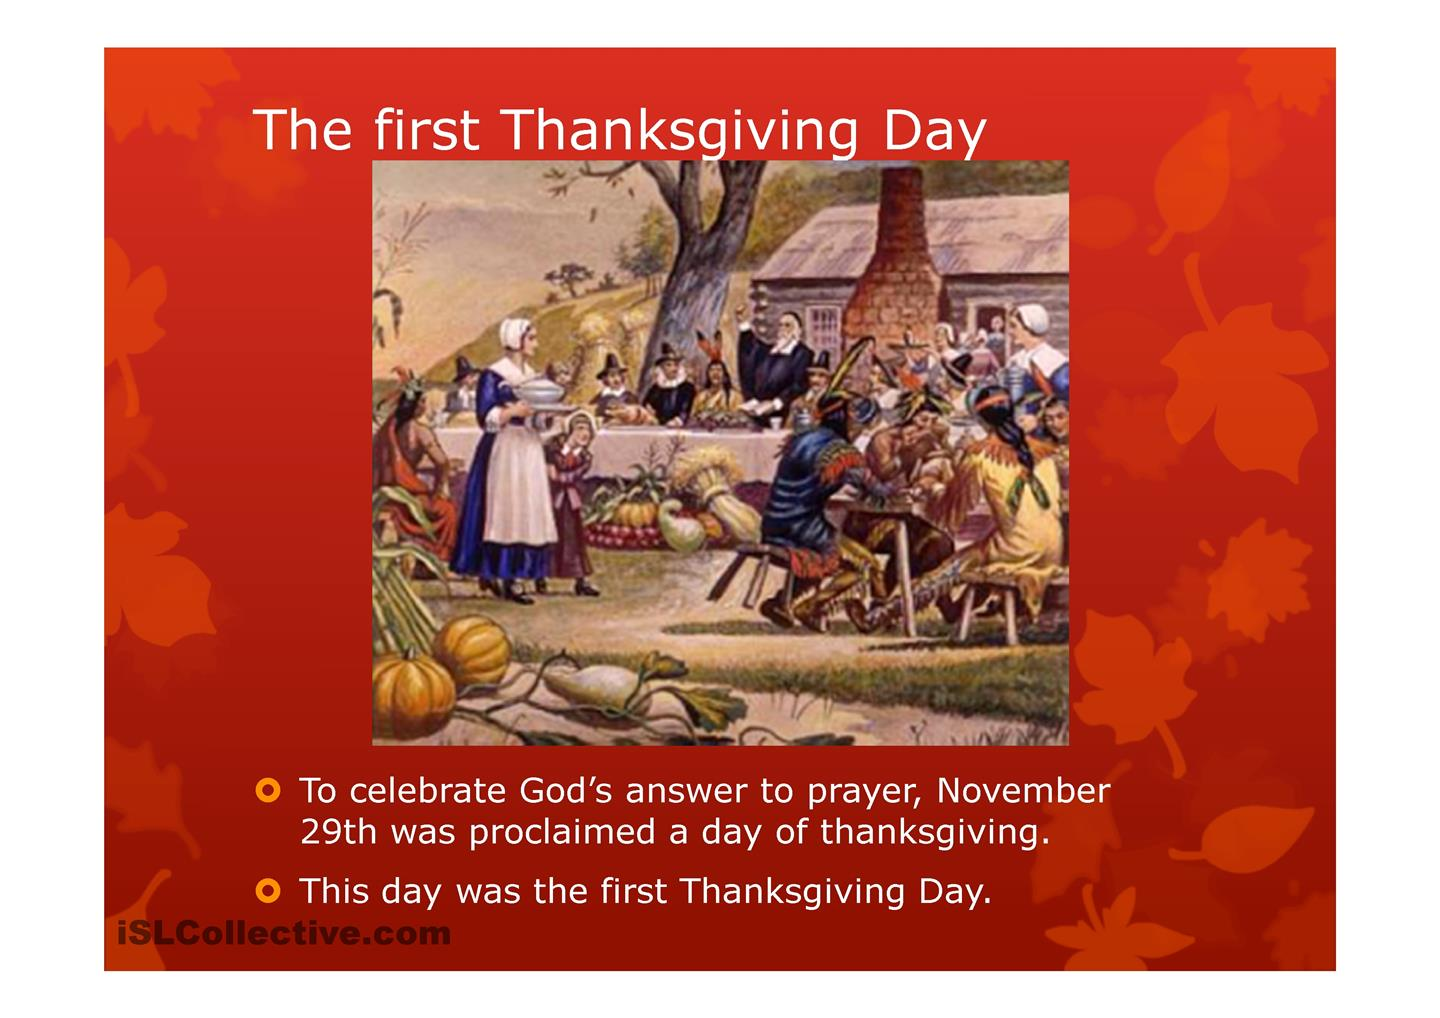 The first Thanksgiving Day
To celebrate God’s answer to prayer, November
29th was proclaimed a day of thanksgiving.
This day was the first Thanksgiving Day.
iSLCollective.com